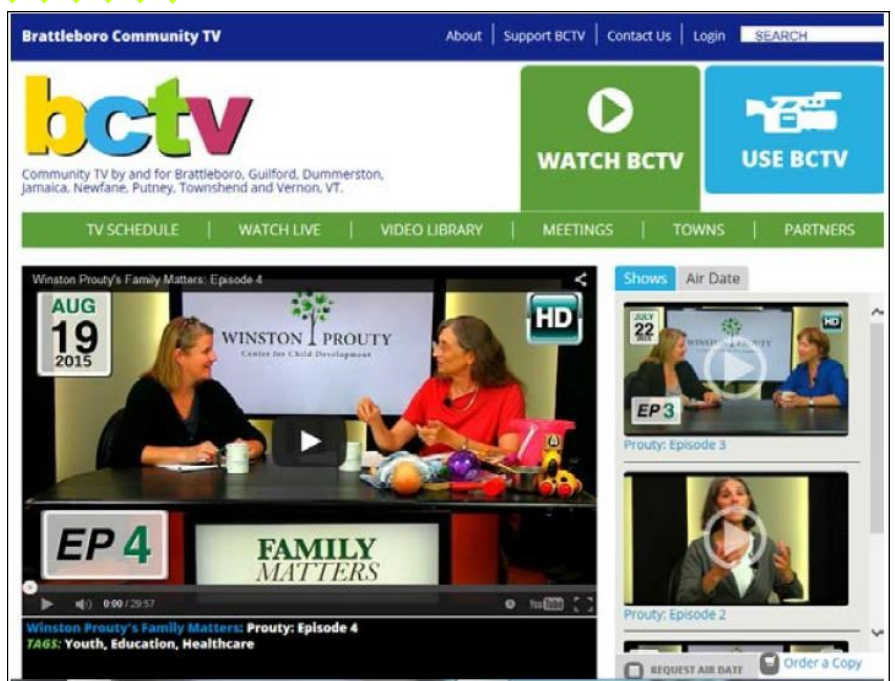 Brattleboro Community TV
About | Support BCTV | Contact Us | Login
SEARCH
bctv
Community TV by and for Brattleboro, Guilford, Dummerston,
Jamaica, Newfane, Putney, Townshend and Vernon, VT.
WATCH BCTV
USE BCTV
TV SCHEDULE | WATCH LIVE | VIDEO LIBRARY | MEETINGS | TOWNS | PARTNERS
Winston Prouty's Family Matters: Episode 4
AUG
19
2015
WINSTON PROUTY
Center for Child Development
HD
EP 4
FAMILY
MATTERS
0:00 / 29:57
YouTube
Winston Prouty's Family Matters: Prouty: Episode 4
TAGS: Youth, Education, Healthcare
Shows
Air Date
JULY
22
WINSTON PROUTY
HD
EP 3
Prouty: Episode 3
Prouty: Episode 2
REQUEST AIR DATE
Order a Copy